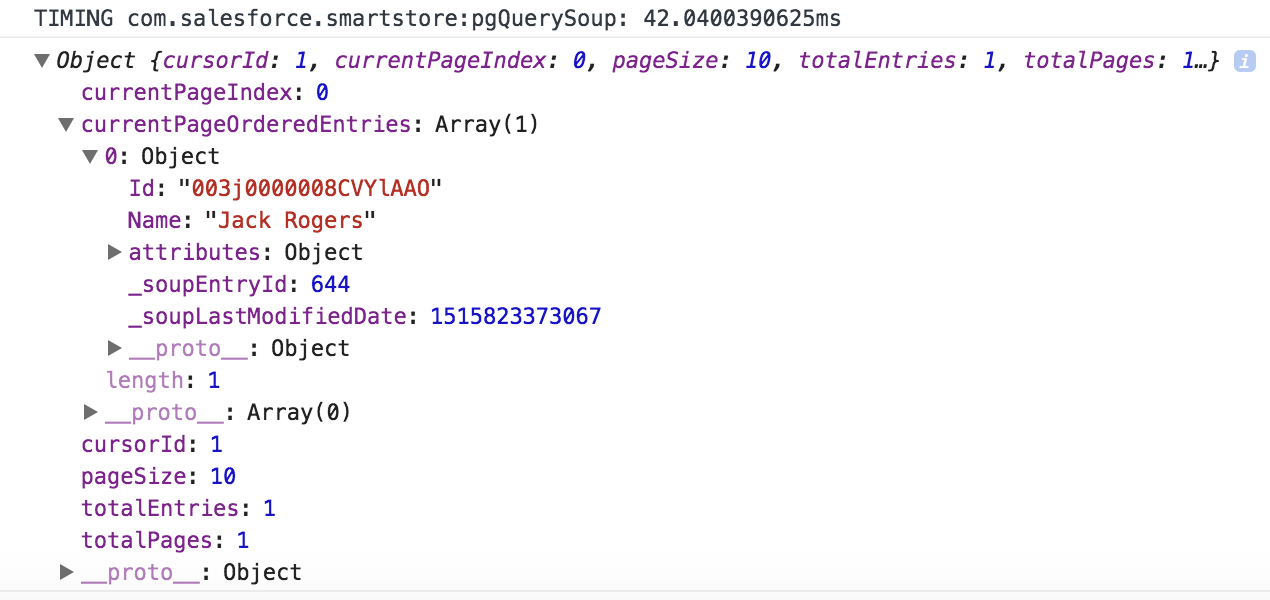 TIMING com.salesforce.smartstore:pgQuerySoup: 42.0400390625ms
▼Object {cursorId: 1, currentPageIndex: 0, pageSize: 10, totalEntries: 1, totalPages: 1…} i
currentPageIndex: 0
▼currentPageOrderedEntries: Array(1)
▼0: Object
Id: "003j0000008CVYlAAO"
Name: "Jack Rogers"
▶attributes: Object
_soupEntryId: 644
_soupLastModifiedDate: 1515823373067
▶__proto__: Object
length: 1
▶__proto__: Array(0)
cursorId: 1
pageSize: 10
totalEntries: 1
totalPages: 1
▶__proto__: Object